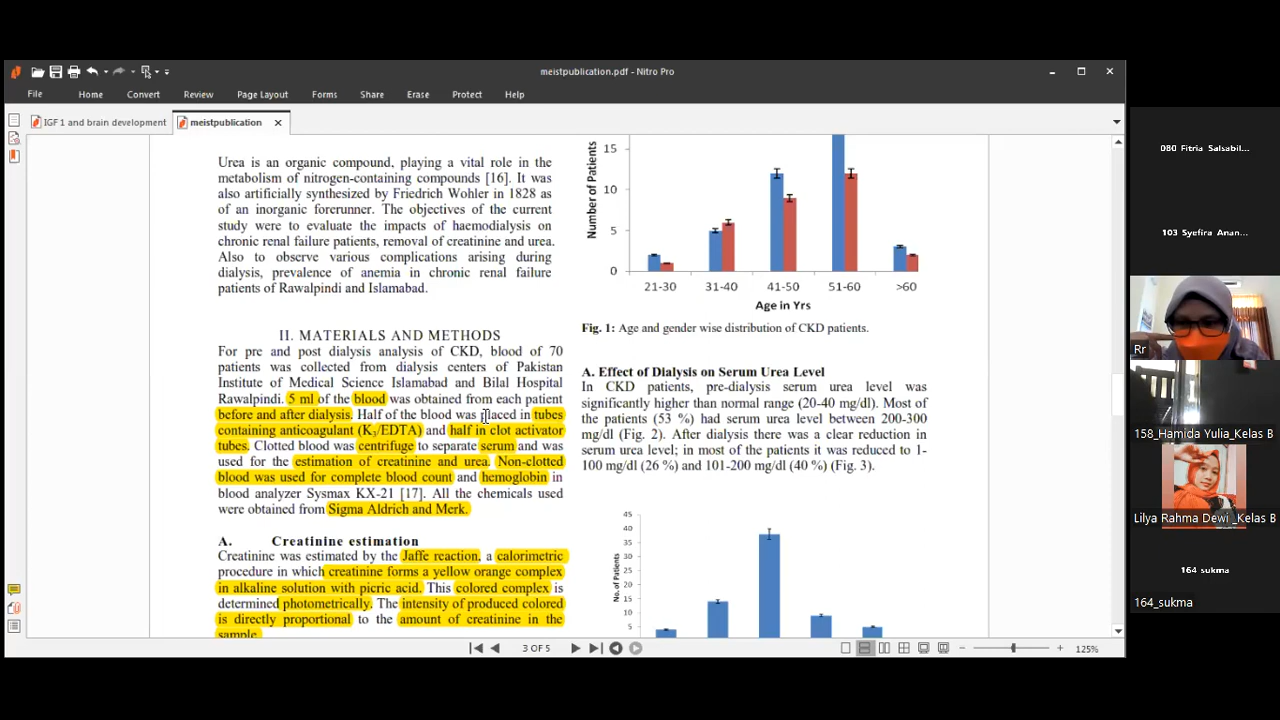 meistpublication.pdf - Nitro Pro
File Home Convert Review Page Layout Forms Share Erase Protect Help
IGF 1 and brain development
meistpublication
Urea is an organic compound, playing a vital role in the
metabolism of nitrogen-containing compounds [16]. It was
also artificially synthesized by Friedrich Wohler in 1828 as
of an inorganic forerunner. The objectives of the current
study were to evaluate the impacts of haemodialysis on
chronic renal failure patients, removal of creatinine and urea.
Also to observe various complications arising during
dialysis, prevalence of anemia in chronic renal failure
patients of Rawalpindi and Islamabad.
II. MATERIALS AND METHODS
For pre and post dialysis analysis of CKD, blood of 70
patients was collected from dialysis centers of Pakistan
Institute of Medical Science Islamabad and Bilal Hospital
Rawalpindi. 5 ml of the blood was obtained from each patient
before and after dialysis. Half of the blood was placed in tubes
containing anticoagulant (K3/EDTA) and half in clot activator
tubes. Clotted blood was centrifuge to separate serum and was
used for the estimation of creatinine and urea. Non-clotted
blood was used for complete blood count and hemoglobin in
blood analyzer Sysmax KX-21 [17]. All the chemicals used
were obtained from Sigma Aldrich and Merk.
A. Creatinine estimation
Creatinine was estimated by the Jaffe reaction, a calorimetric
procedure in which creatinine forms a yellow orange complex
in alkaline solution with picric acid. This colored complex is
determined photometrically. The intensity of produced colored
is directly proportional to the amount of creatinine in the
sample.
Number of Patients
15
10
5
0
21-30 31-40 41-50 51-60 >60
Age in Yrs
Fig. 1: Age and gender wise distribution of CKD patients.
A. Effect of Dialysis on Serum Urea Level
In CKD patients, pre-dialysis serum urea level was
significantly higher than normal range (20-40 mg/dl). Most of
the patients (53 %) had serum urea level between 200-300
mg/dl (Fig. 2). After dialysis there was a clear reduction in
serum urea level; in most of the patients it was reduced to 1-
100 mg/dl (26 %) and 101-200 mg/dl (40 %) (Fig. 3).
No. of Patients
45
40
35
30
25
20
15
10
5
3 OF 5
125%
080 Fitria Salsabil...
103 Syefira Anan...
Rr
158_Hamida Yulia_Kelas B
Lilya Rahma Dewi _Kelas B
164 sukma
164_sukma